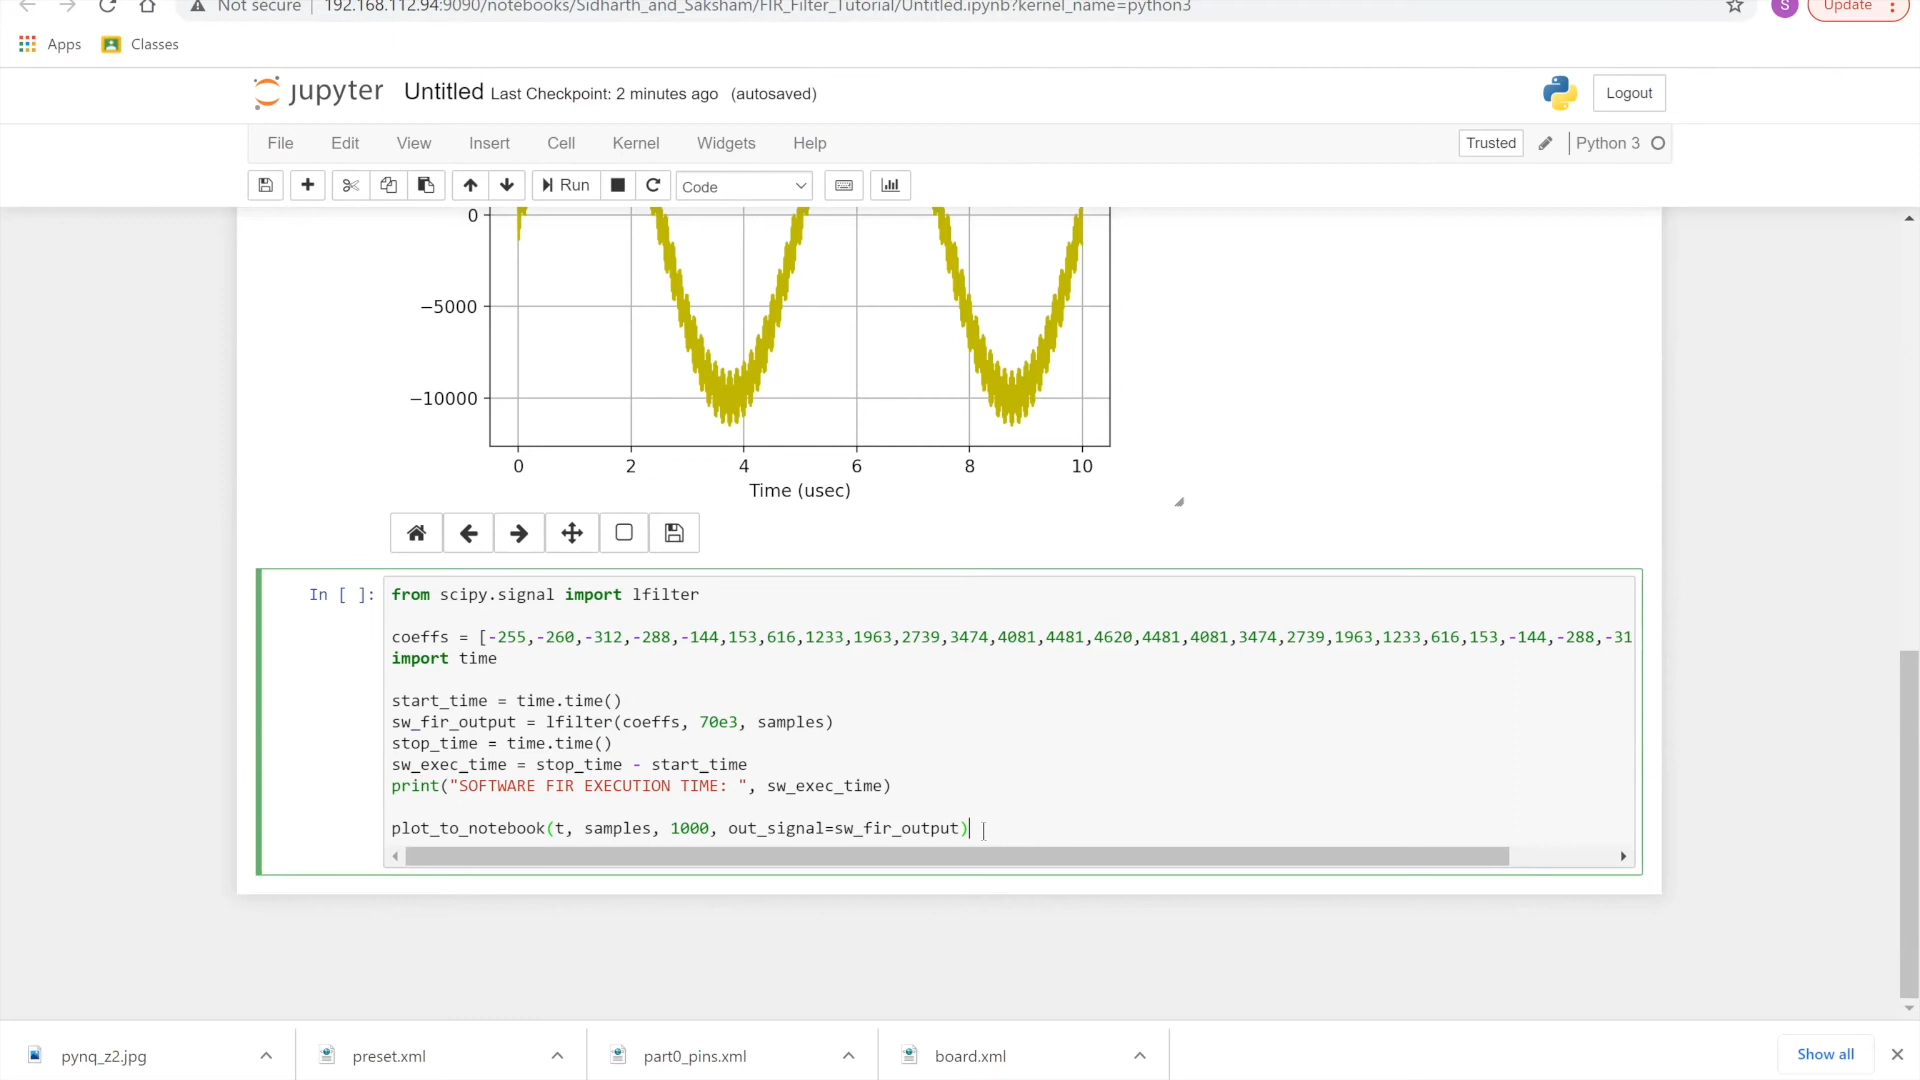 Not secure | 192.168.112.94:9090/notebooks/Sidharth_and_Saksham/FIR_Filter_Tutorial/Untitled.ipynb?kernel_name=python3 S Update
Apps Classes
jupyter Untitled Last Checkpoint: 2 minutes ago (autosaved) Logout
File Edit View Insert Cell Kernel Widgets Help Trusted Python 3
Run Code
0
−5000
−10000
0 2 4 6 8 10
Time (usec)
In [ ]: from scipy.signal import lfilter
coeffs = [-255,-260,-312,-288,-144,153,616,1233,1963,2739,3474,4081,4481,4620,4481,4081,3474,2739,1963,1233,616,153,-144,-288,-31
import time
start_time = time.time()
sw_fir_output = lfilter(coeffs, 70e3, samples)
stop_time = time.time()
sw_exec_time = stop_time - start_time
print("SOFTWARE FIR EXECUTION TIME: ", sw_exec_time)
plot_to_notebook(t, samples, 1000, out_signal=sw_fir_output)
pynq_z2.jpg preset.xml part0_pins.xml board.xml Show all